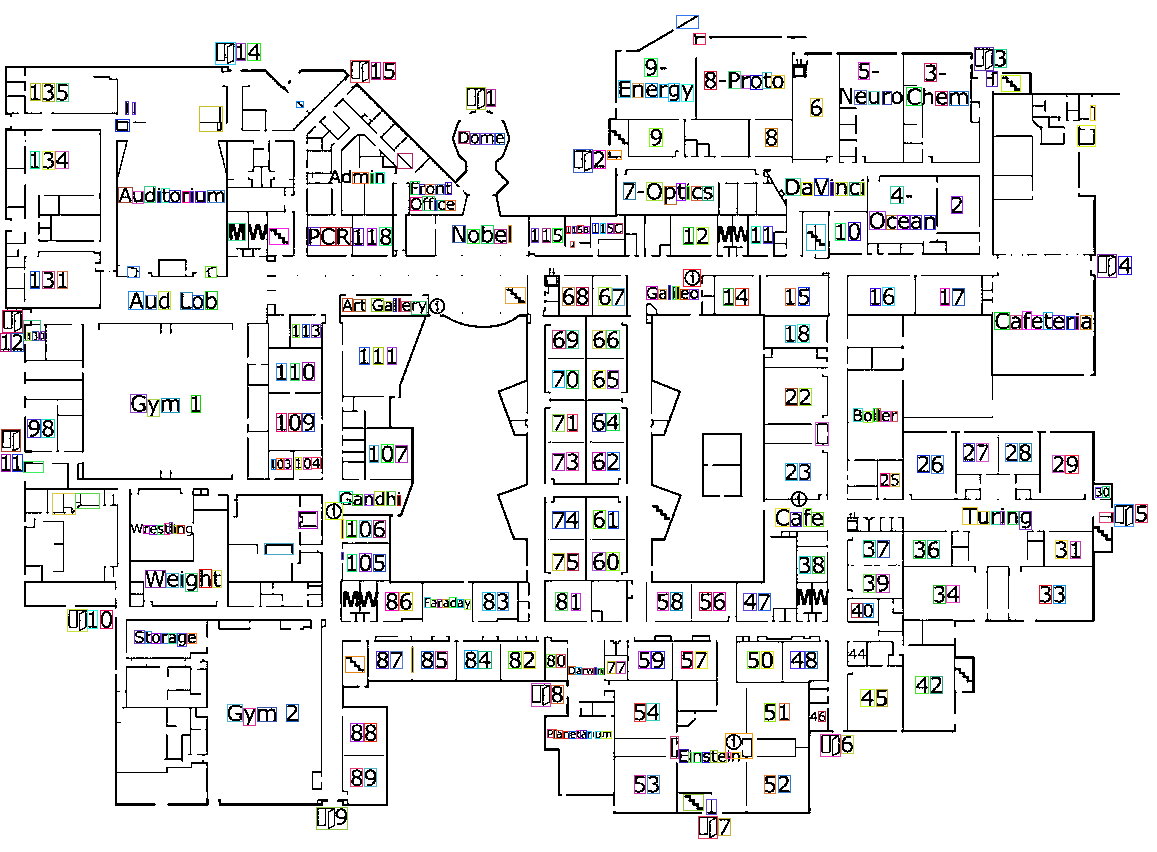 14
15
1
3
135
9-
Energy
8-Proto
6
5-
Neuro
3-
Chem
Dome
9
8
2
134
Auditorium
Admin
Front
Office
7-Optics
DaVinci
4-
Ocean
2
MW
PCR
118
Nobel
115
115B
115C
12
MW
11
10
131
Aud Lob
4
Art Gallery
1
68
67
Galileo
1
14
15
16
17
Cafeteria
12
130
113
111
69
66
18
110
70
65
Gym 1
22
98
109
71
64
Boiler
11
103
104
107
73
62
23
25
26
27
28
29
30
Gandhi
1
1
Cafe
Turing
5
Wrestling
106
74
61
37
36
31
Weight
105
75
60
38
39
34
33
MW
86
Faraday
83
81
58
56
47
MW
40
10
Storage
87
85
84
82
80
Darwin
77
59
57
50
48
44
45
42
8
Gym 2
88
Planetarium
54
51
46
6
1
Einstein
89
53
52
9
7